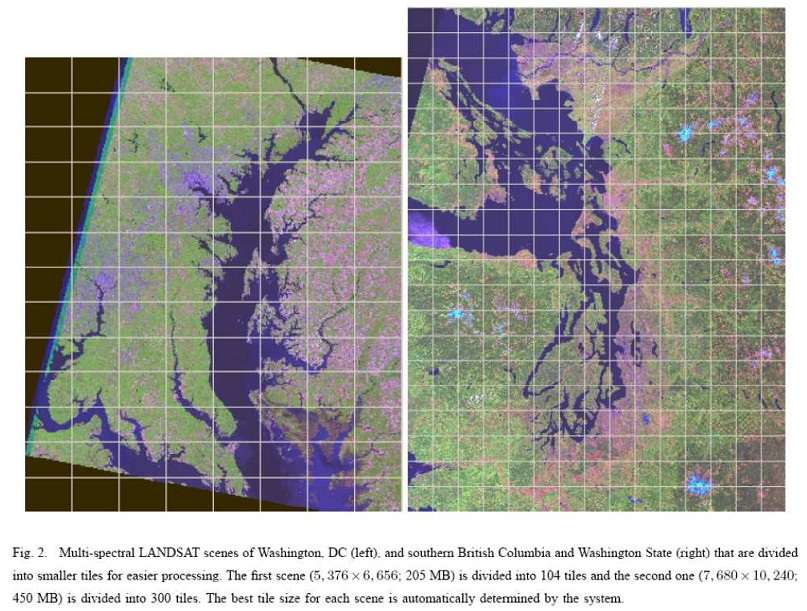 Fig. 2. Multi-spectral LANDSAT scenes of Washington, DC (left), and southern British Columbia and Washington State (right) that are divided
into smaller tiles for easier processing. The first scene (5, 376 × 6, 656; 205 MB) is divided into 104 tiles and the second one (7, 680 × 10, 240;
450 MB) is divided into 300 tiles. The best tile size for each scene is automatically determined by the system.